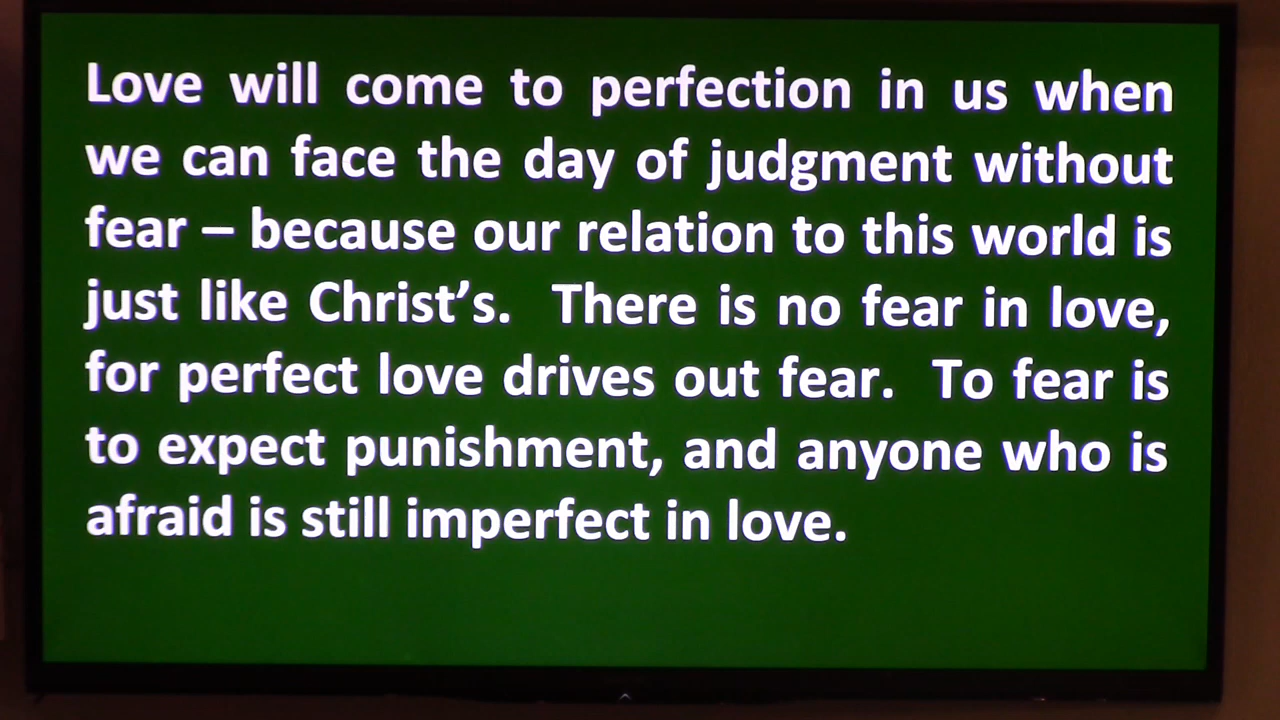 Love will come to perfection in us when
we can face the day of judgment without
fear – because our relation to this world is
just like Christ’s.  There is no fear in love,
for perfect love drives out fear.  To fear is
to expect punishment, and anyone who is
afraid is still imperfect in love.